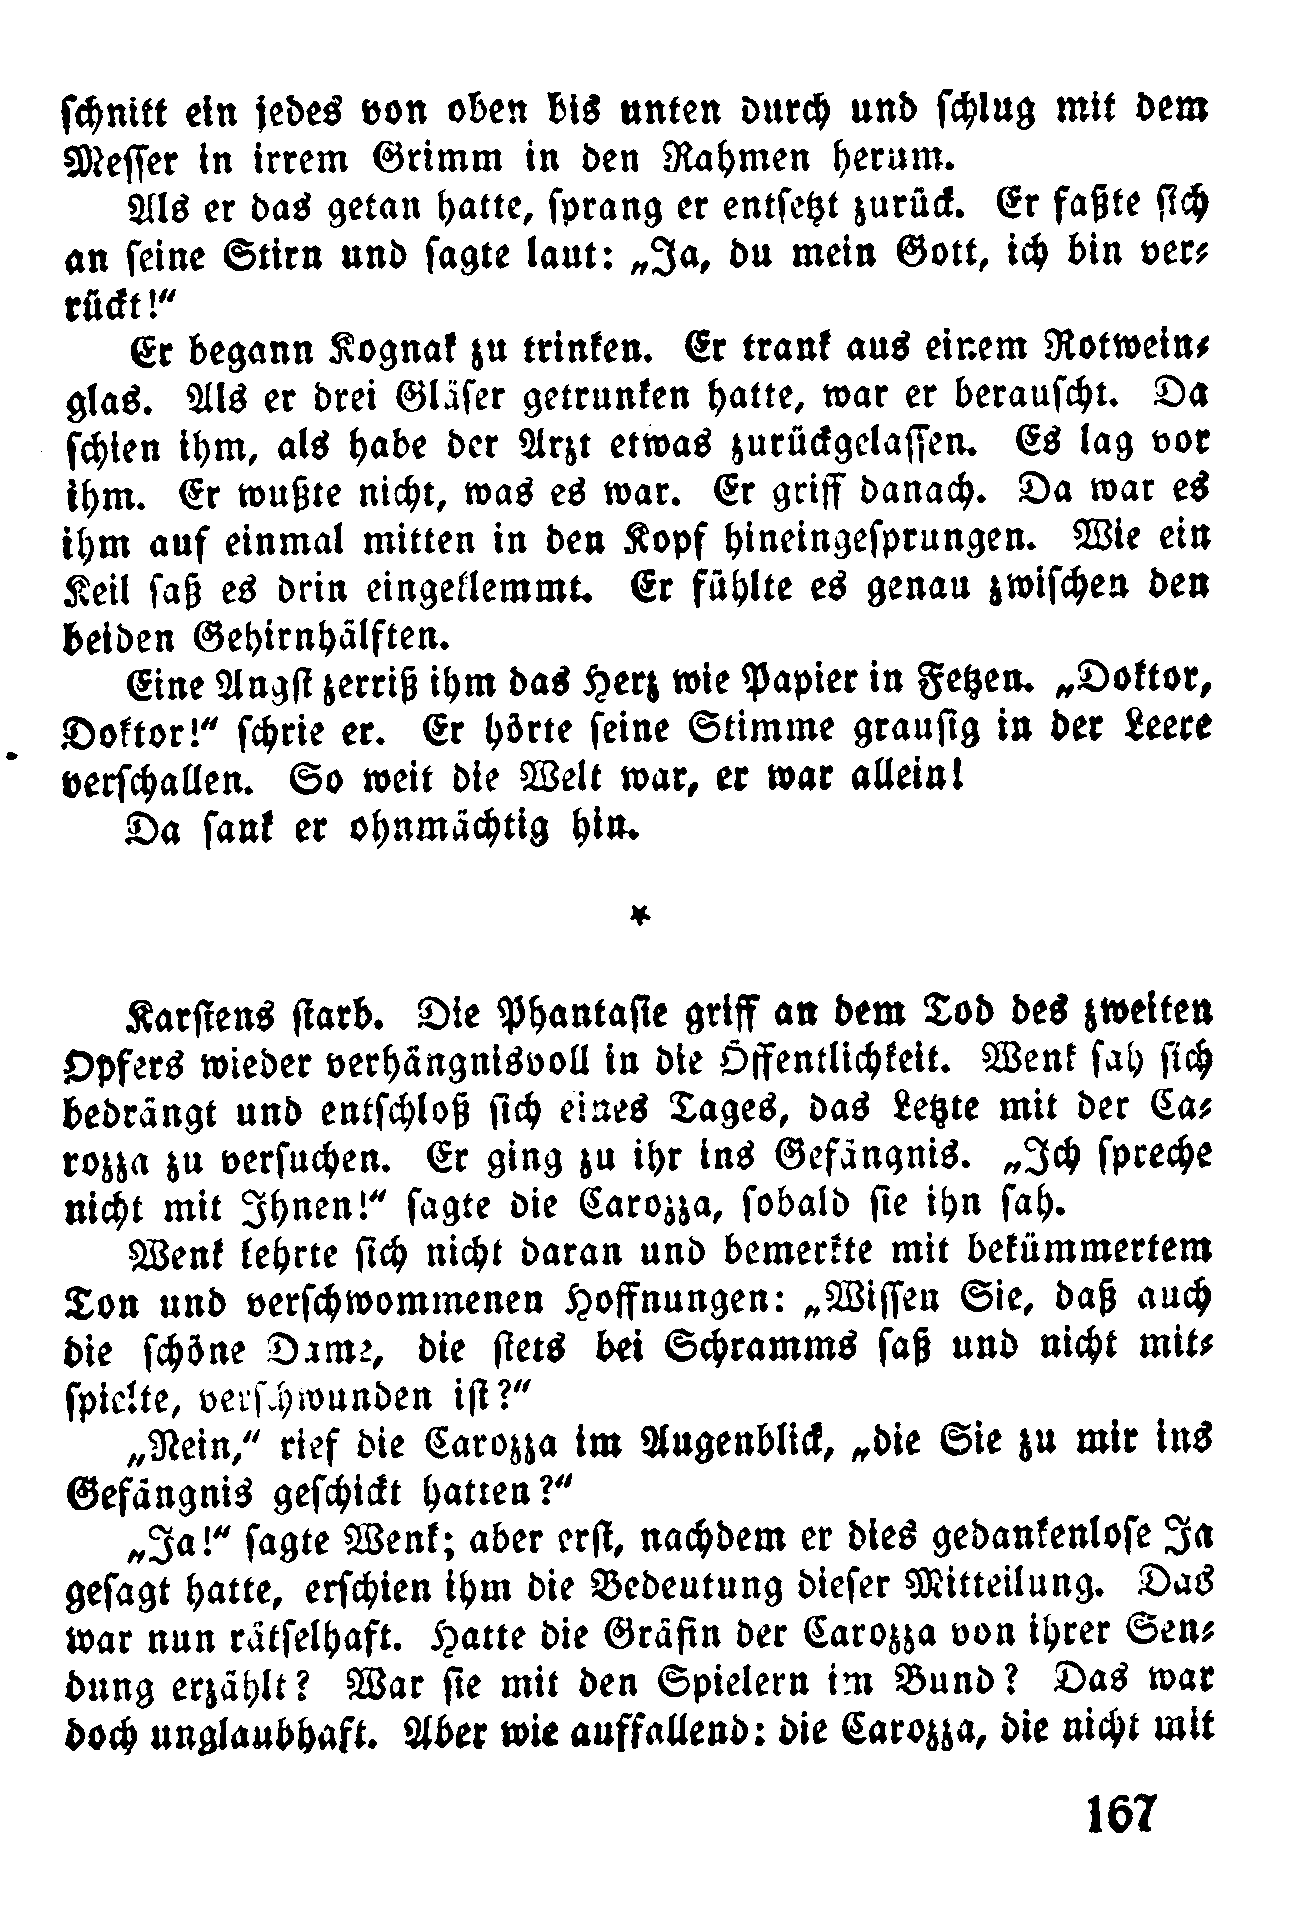 schnitt ein jedes von oben bis unten durch und schlug mit dem
Messer in irrem Grimm in den Rahmen herum.
Als er das getan hatte, sprang er entsetzt zurück. Er faßte sich
an seine Stirn und sagte laut: „Ja, du mein Gott, ich bin ver-
rückt!“
Er begann Kognak zu trinken. Er trank aus einem Rotwein-
glas. Als er drei Gläser getrunken hatte, war er berauscht. Da
schien ihm, als habe der Arzt etwas zurückgelassen. Es lag vor
ihm. Er wußte nicht, was es war. Er griff danach. Da war es
ihm auf einmal mitten in den Kopf hineingesprungen. Wie ein
Keil saß es drin eingeklemmt. Er fühlte es genau zwischen den
beiden Gehirnhälften.
Eine Angst zerriß ihm das Herz wie Papier in Fetzen. „Doktor,
Doktor!“ schrie er. Er hörte seine Stimme grausig in der Leere
verschallen. So weit die Welt war, er war allein!
Da sank er ohnmächtig hin.
*
Karstens starb. Die Phantasie griff an dem Tod des zweiten
Opfers wieder verhängnisvoll in die Öffentlichkeit. Wenk sah sich
bedrängt und entschloß sich eines Tages, das Letzte mit der Ca-
rozza zu versuchen. Er ging zu ihr ins Gefängnis. „Ich spreche
nicht mit Ihnen!“ sagte die Carozza, sobald sie ihn sah.
Wenk kehrte sich nicht daran und bemerkte mit bekümmertem
Ton und verschwommenen Hoffnungen: „Wissen Sie, daß auch
die schöne Dame, die stets bei Schramms saß und nicht mit-
spielte, verschwunden ist?“
„Nein,“ rief die Carozza im Augenblick, „die Sie zu mir ins
Gefängnis geschickt hatten?“
„Ja!“ sagte Wenk; aber erst, nachdem er dies gedankenlose Ja
gesagt hatte, erschien ihm die Bedeutung dieser Mitteilung. Das
war nun rätselhaft. Hatte die Gräfin der Carozza von ihrer Sen-
dung erzählt? War sie mit den Spielern im Bund? Das war
doch unglaubhaft. Aber wie auffallend: die Carozza, die nicht mit
167